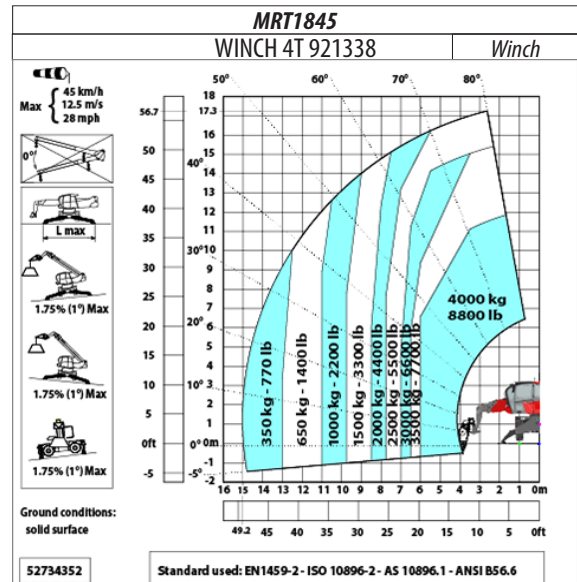 MRT1845
WINCH 4T 921338 Winch
Max { 45 km/h
12.5 m/s
28 mph
0°
L max
1.75% (1°) Max
1.75% (1°) Max
1.75% (1°) Max
Ground conditions:
solid surface
52734352
56.7
50
45
40
35
30
25
20
15
10
5
0ft
-5
18
17.3
16
15
14
13
12
11
10
9
8
7
6
5
4
3
2
1
0m
-1
-2
50° 60° 70° 80°
40°
30°
20°
10°
0°
-5°
4000 kg
8800 lb
350 kg - 770 lb
650 kg - 1400 lb
1000 kg - 2200 lb
1500 kg - 3300 lb
2000 kg - 4400 lb
2500 kg - 5500 lb
3000 kg - 6600 lb
3500 kg - 7700 lb
16 15 14 13 12 11 10 9 8 7 6 5 4 3 2 1 0m
49.2 45 40 35 30 25 20 15 10 5 0ft
Standard used: EN1459-2 - ISO 10896-2 - AS 10896.1 - ANSI B56.6